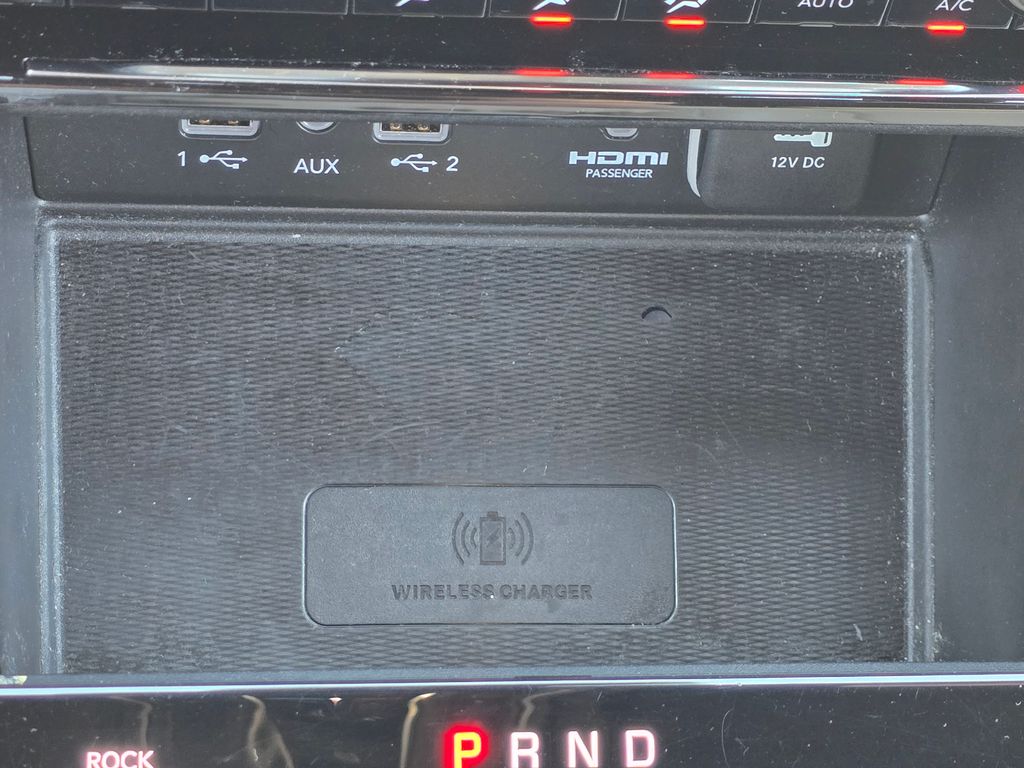 AUTO
A/C
1
AUX
2
HDMI
PASSENGER
12V DC
WIRELESS CHARGER
ROCK
P R N D